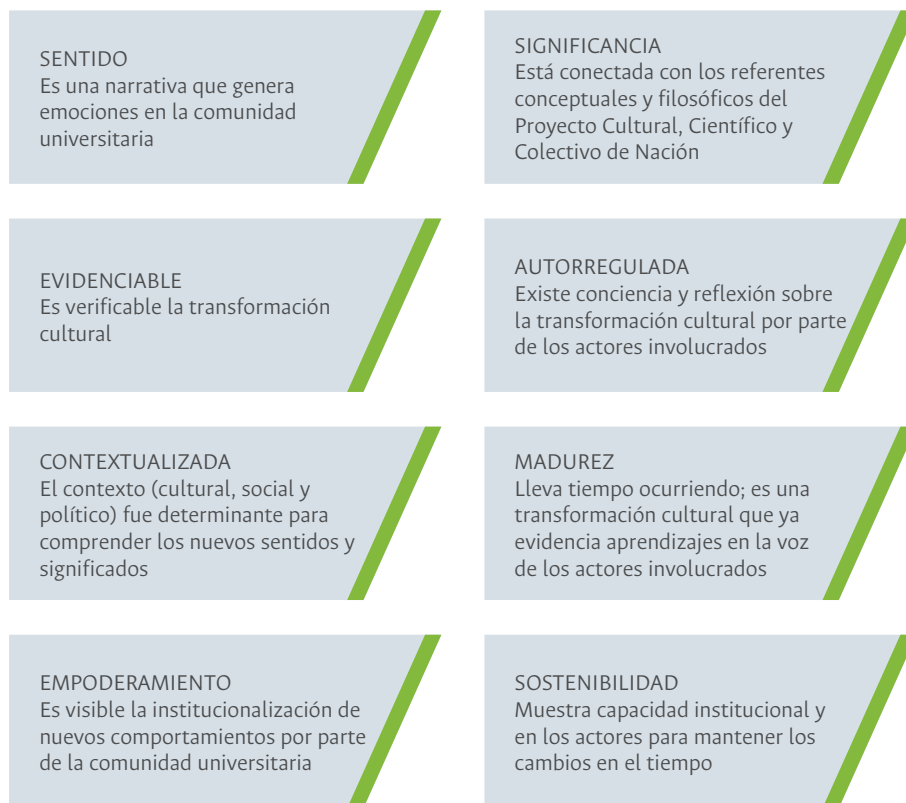 SENTIDO
Es una narrativa que genera
emociones en la comunidad
universitaria
SIGNIFICANCIA
Está conectada con los referentes
conceptuales y filosóficos del
Proyecto Cultural, Científico y
Colectivo de Nación
EVIDENCIABLE
Es verificable la transformación
cultural
AUTORREGULADA
Existe conciencia y reflexión sobre
la transformación cultural por parte
de los actores involucrados
CONTEXTUALIZADA
El contexto (cultural, social y
político) fue determinante para
comprender los nuevos sentidos y
significados
MADUREZ
Lleva tiempo ocurriendo; es una
transformación cultural que ya
evidencia aprendizajes en la voz
de los actores involucrados
EMPODERAMIENTO
Es visible la institucionalización de
nuevos comportamientos por parte
de la comunidad universitaria
SOSTENIBILIDAD
Muestra capacidad institucional y
en los actores para mantener los
cambios en el tiempo